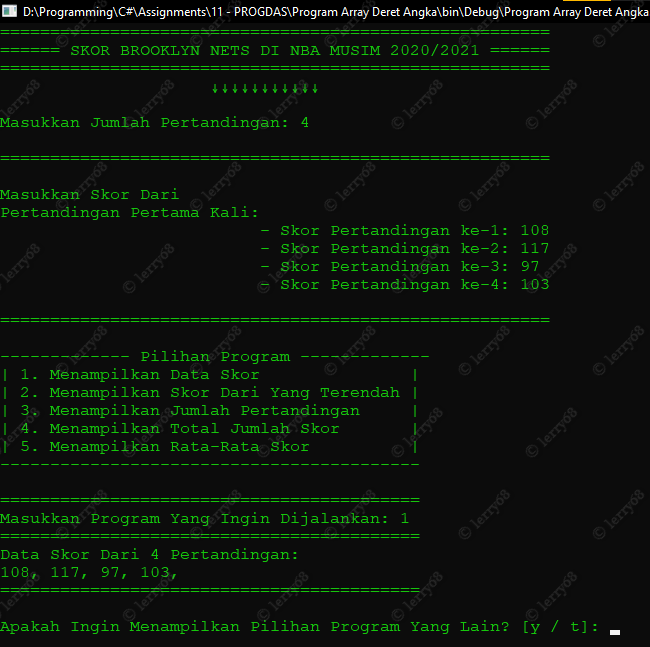 D:\Programming\C#\Assignments\11 - PROGDAS\Program Array Deret Angka\bin\Debug\Program Array Deret Angka
=======================================================
====== SKOR BROOKLYN NETS DI NBA MUSIM 2020/2021 ======
=======================================================
↓↓↓↓↓↓↓↓↓↓↓
Masukkan Jumlah Pertandingan: 4
=======================================================
Masukkan Skor Dari
Pertandingan Pertama Kali:
- Skor Pertandingan ke-1: 108
- Skor Pertandingan ke-2: 117
- Skor Pertandingan ke-3: 97
- Skor Pertandingan ke-4: 103
=======================================================
------------- Pilihan Program -------------
| 1. Menampilkan Data Skor |
| 2. Menampilkan Skor Dari Yang Terendah |
| 3. Menampilkan Jumlah Pertandingan |
| 4. Menampilkan Total Jumlah Skor |
| 5. Menampilkan Rata-Rata Skor |
------------------------------------------
==========================================
Masukkan Program Yang Ingin Dijalankan: 1
==========================================
Data Skor Dari 4 Pertandingan:
108, 117, 97, 103,
==========================================
Apakah Ingin Menampilkan Pilihan Program Yang Lain? [y / t]:
© lerry08